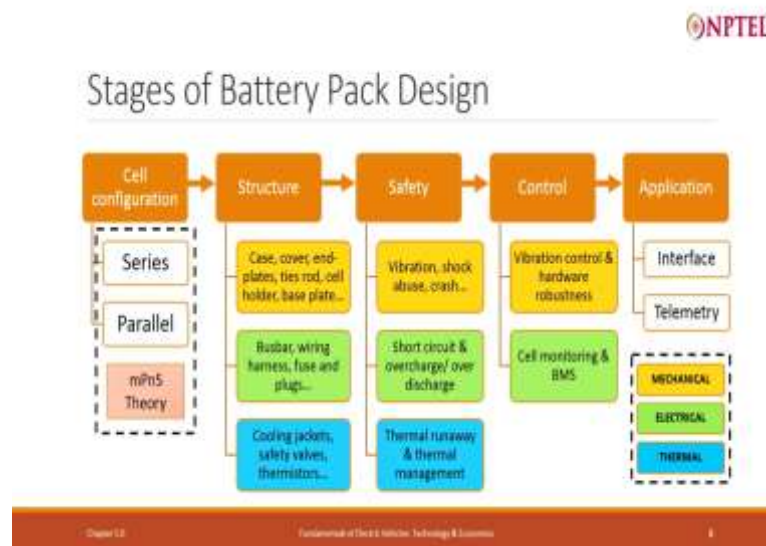 NPTEL
Stages of Battery Pack Design
Cell
configuration
Structure
Safety
Control
Application
Series
Parallel
mPnS
Theory
Case, cover, end-
plates, ties rod, cell
holder, base plate...
Busbar, wiring
harness, fuse and
plugs...
Cooling jackets,
safety valves,
thermistors...
Vibration, shock
abuse, crash...
Short circuit &
overcharge/ over
discharge
Thermal runaway
& thermal
management
Vibration control &
hardware
robustness
Cell monitoring &
BMS
Interface
Telemetry
MECHANICAL
ELECTRICAL
THERMAL
Fundamentals of Electric Vehicles: Technology & Economics